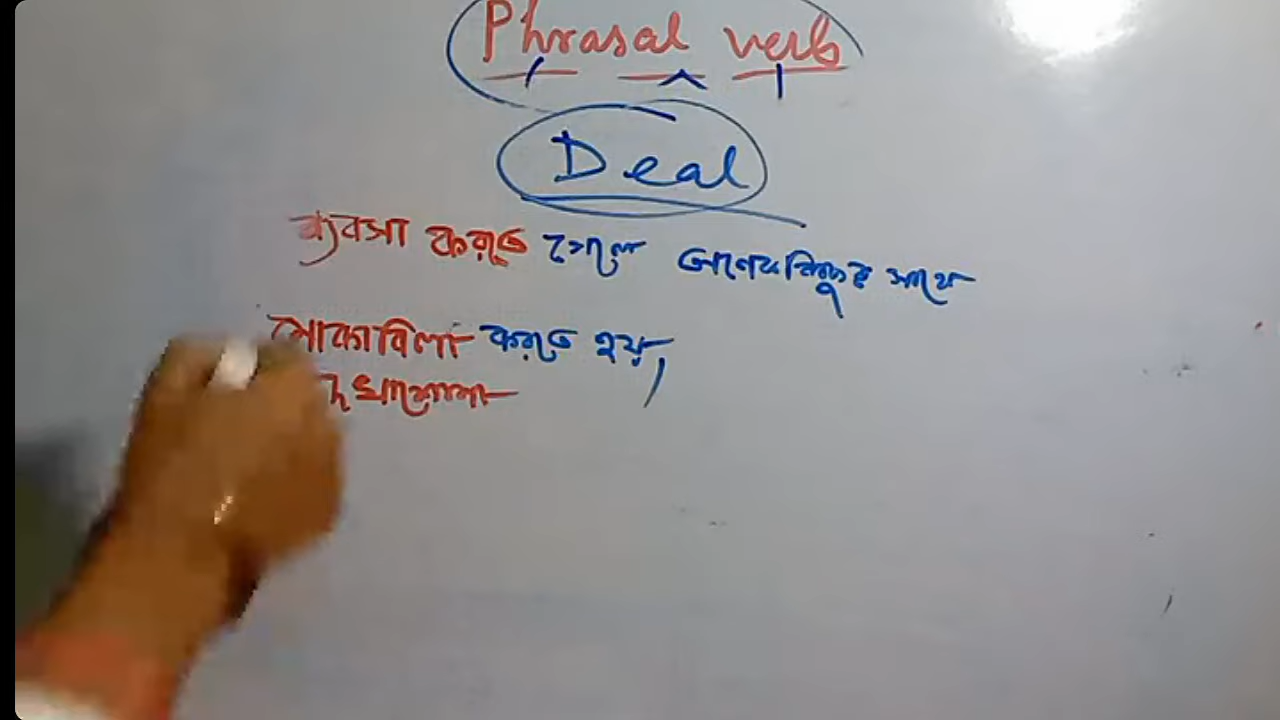 Phrasal verb
Deal
ব্যবসা করতে গেলে অনেককিছুর সাথে
মোকাবিলা করতে হয়,
দেখাশোনা